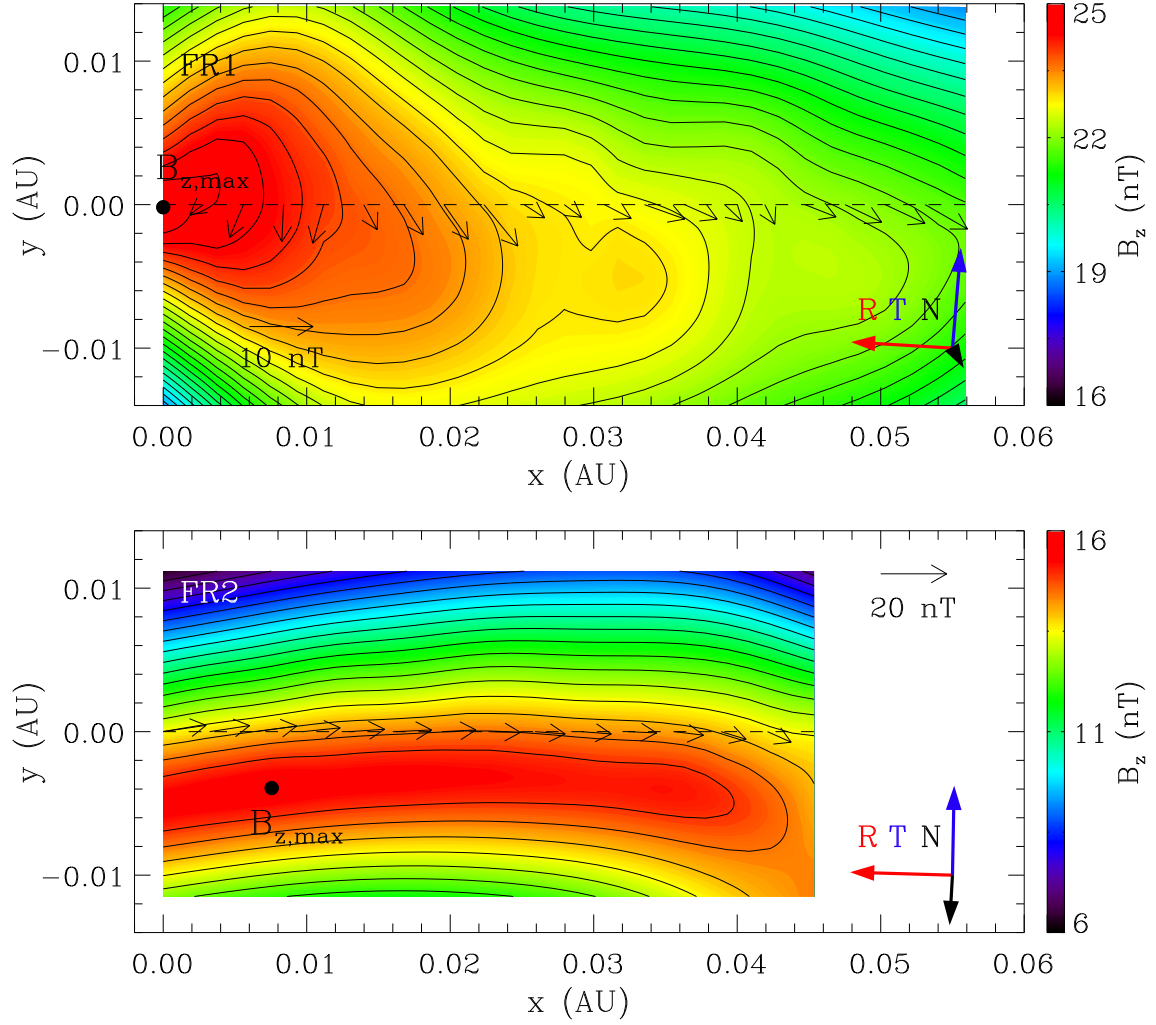 FR1
B_z,max
10 nT
R T N
0.01
0.00
−0.01
y (AU)
0.00 0.01 0.02 0.03 0.04 0.05 0.06
x (AU)
25
22
19
16
B_z (nT)
FR2
B_z,max
20 nT
R T N
0.01
0.00
−0.01
y (AU)
0.00 0.01 0.02 0.03 0.04 0.05 0.06
x (AU)
16
11
6
B_z (nT)